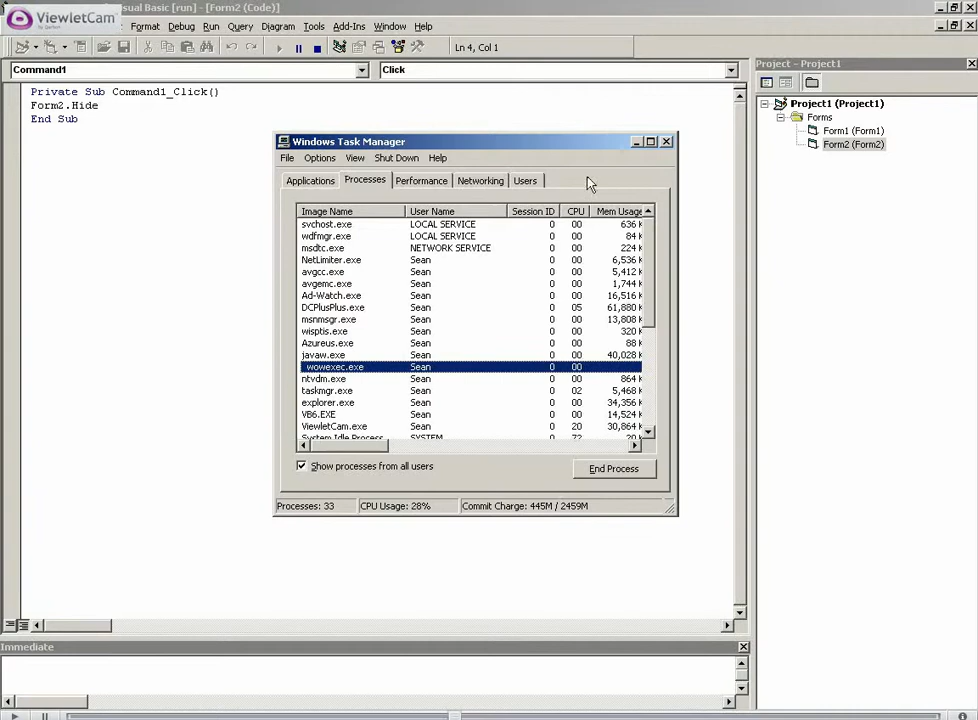 ViewletCam
by Qarbon
usual Basic [run] - [Form2 (Code)]
Format Debug Run Query Diagram Tools Add-Ins Window Help
Ln 4, Col 1
Command1 Click
Private Sub Command1_Click()
Form2.Hide
End Sub
Project - Project1
Project1 (Project1)
Forms
Form1 (Form1)
Form2 (Form2)
Windows Task Manager
File Options View Shut Down Help
Applications Processes Performance Networking Users
Image Name User Name Session ID CPU Mem Usage
svchost.exe LOCAL SERVICE 0 00 636 K
wdfmgr.exe LOCAL SERVICE 0 00 84 K
msdtc.exe NETWORK SERVICE 0 00 224 K
NetLimiter.exe Sean 0 00 6,536 K
avgcc.exe Sean 0 00 5,412 K
avgemc.exe Sean 0 00 1,744 K
Ad-Watch.exe Sean 0 00 16,516 K
DCPlusPlus.exe Sean 0 05 61,880 K
msnmsgr.exe Sean 0 00 13,808 K
wisptis.exe Sean 0 00 320 K
Azureus.exe Sean 0 00 88 K
javaw.exe Sean 0 00 40,028 K
wowexec.exe Sean 0 00
ntvdm.exe Sean 0 00 864 K
taskmgr.exe Sean 0 02 5,468 K
explorer.exe Sean 0 00 34,356 K
VB6.EXE Sean 0 00 14,524 K
ViewletCam.exe Sean 0 20 30,864 K
System Idle Process SYSTEM 0 72 20 K
Show processes from all users
End Process
Processes: 33 CPU Usage: 28% Commit Charge: 445M / 2459M
Immediate